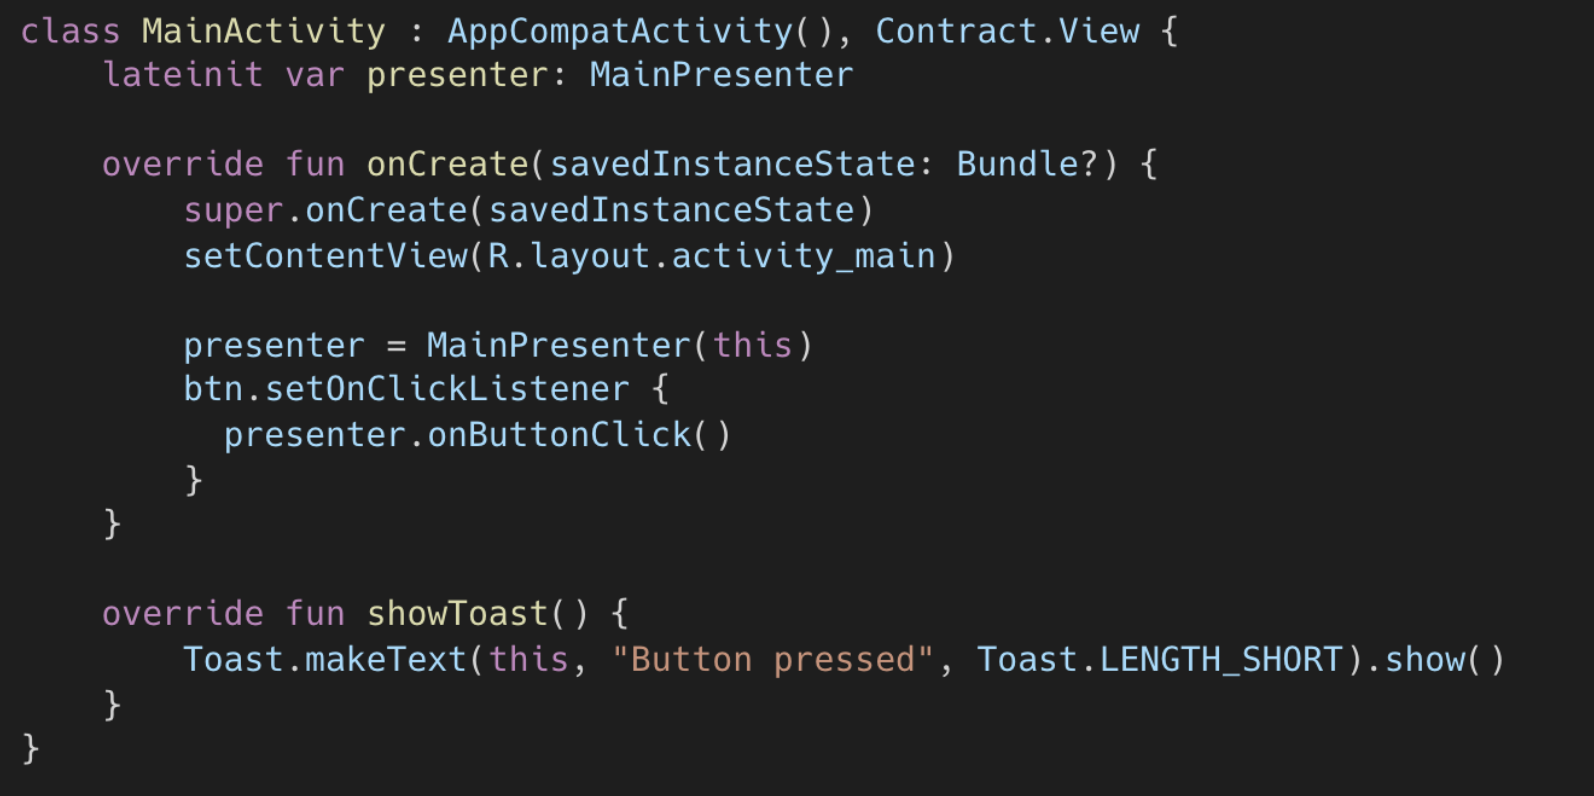 class MainActivity : AppCompatActivity(), Contract.View {
    lateinit var presenter: MainPresenter

    override fun onCreate(savedInstanceState: Bundle?) {
        super.onCreate(savedInstanceState)
        setContentView(R.layout.activity_main)

        presenter = MainPresenter(this)
        btn.setOnClickListener {
          presenter.onButtonClick()
        }
    }

    override fun showToast() {
        Toast.makeText(this, "Button pressed", Toast.LENGTH_SHORT).show()
    }
}